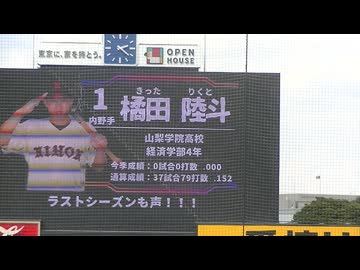 東京に、家を持とう。
OPEN
HOUSE
きった りくと
1 橘田 陸斗
内野手
山梨学院高校
経済学部4年
今季成績:0試合0打数 .000
通算成績:37試合79打数 .152
ラストシーズンも声!!!